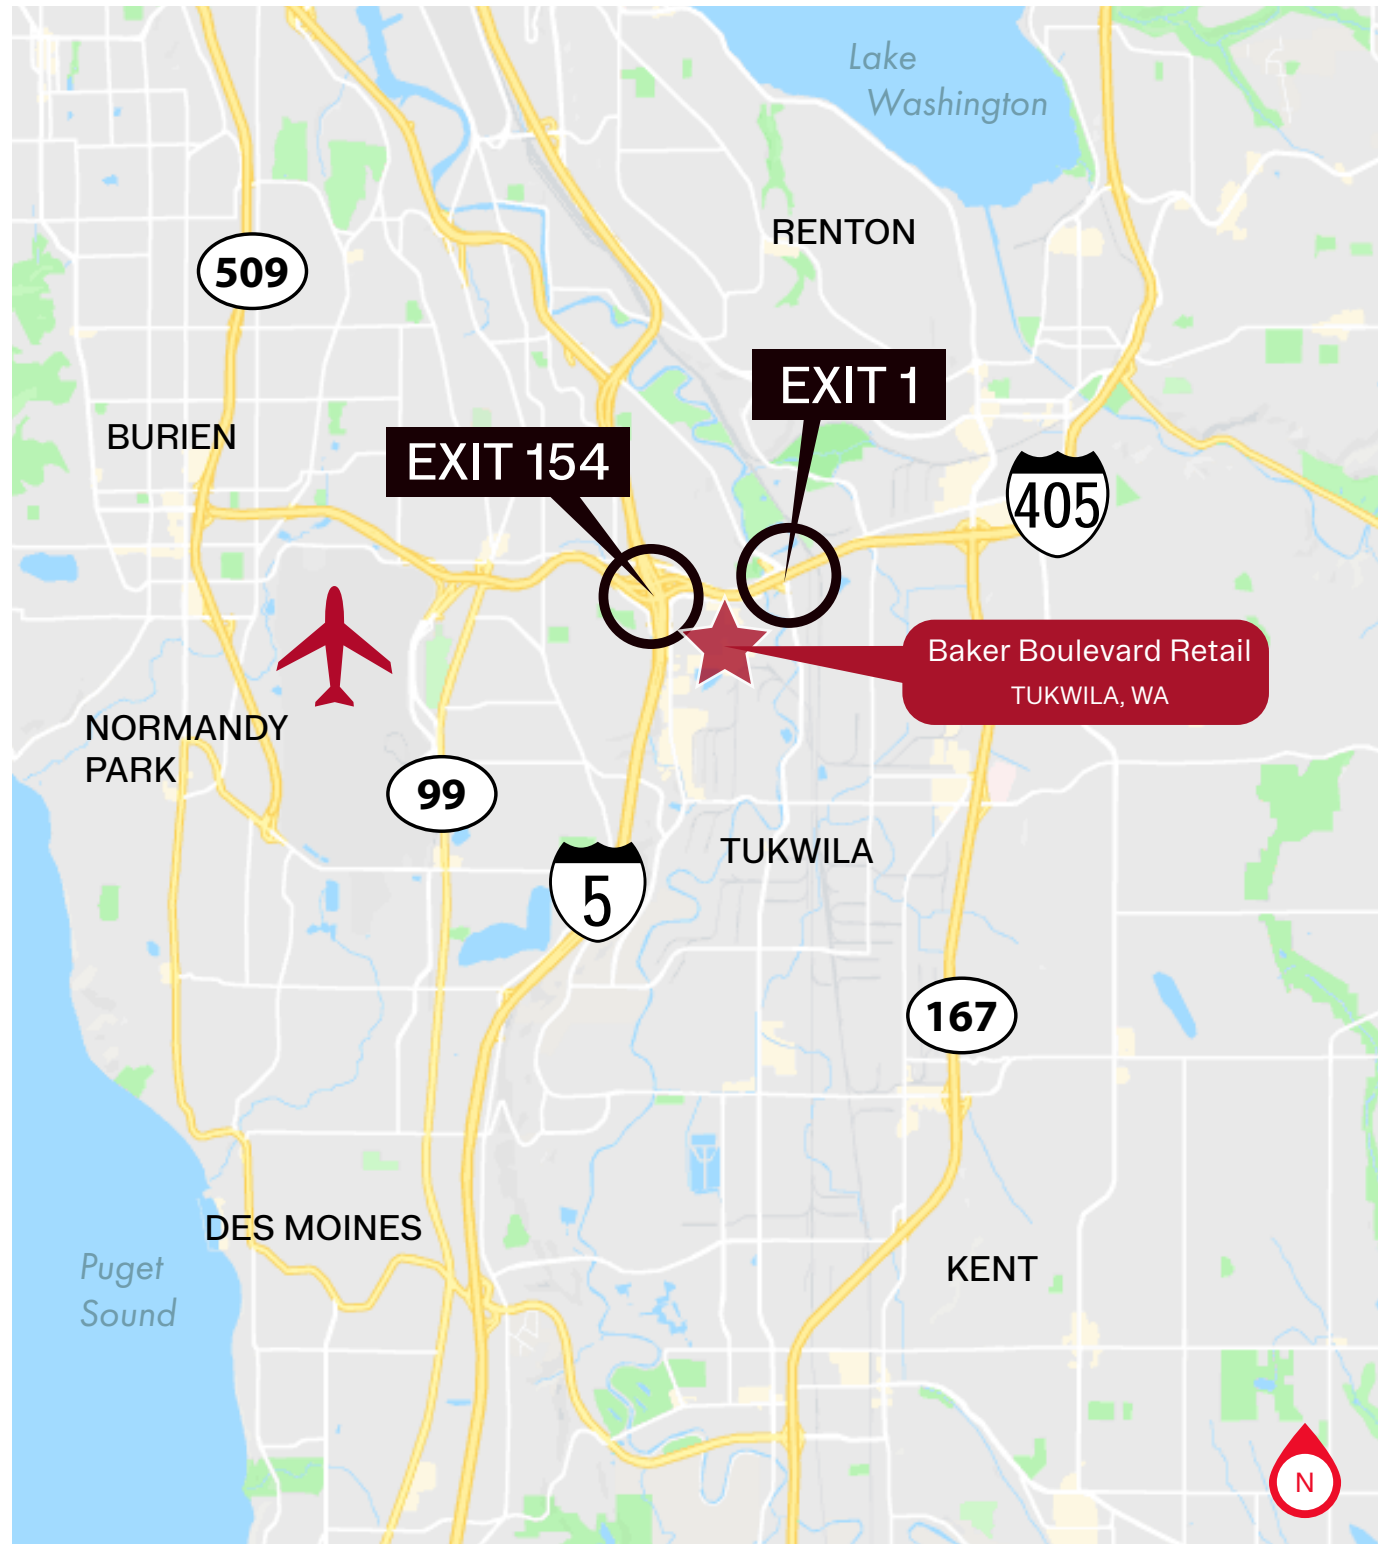 Lake
Washington
RENTON
509
EXIT 1
BURIEN
EXIT 154
405
Baker Boulevard Retail
TUKWILA, WA
NORMANDY
PARK
99
TUKWILA
5
167
DES MOINES
Puget
Sound
KENT
N